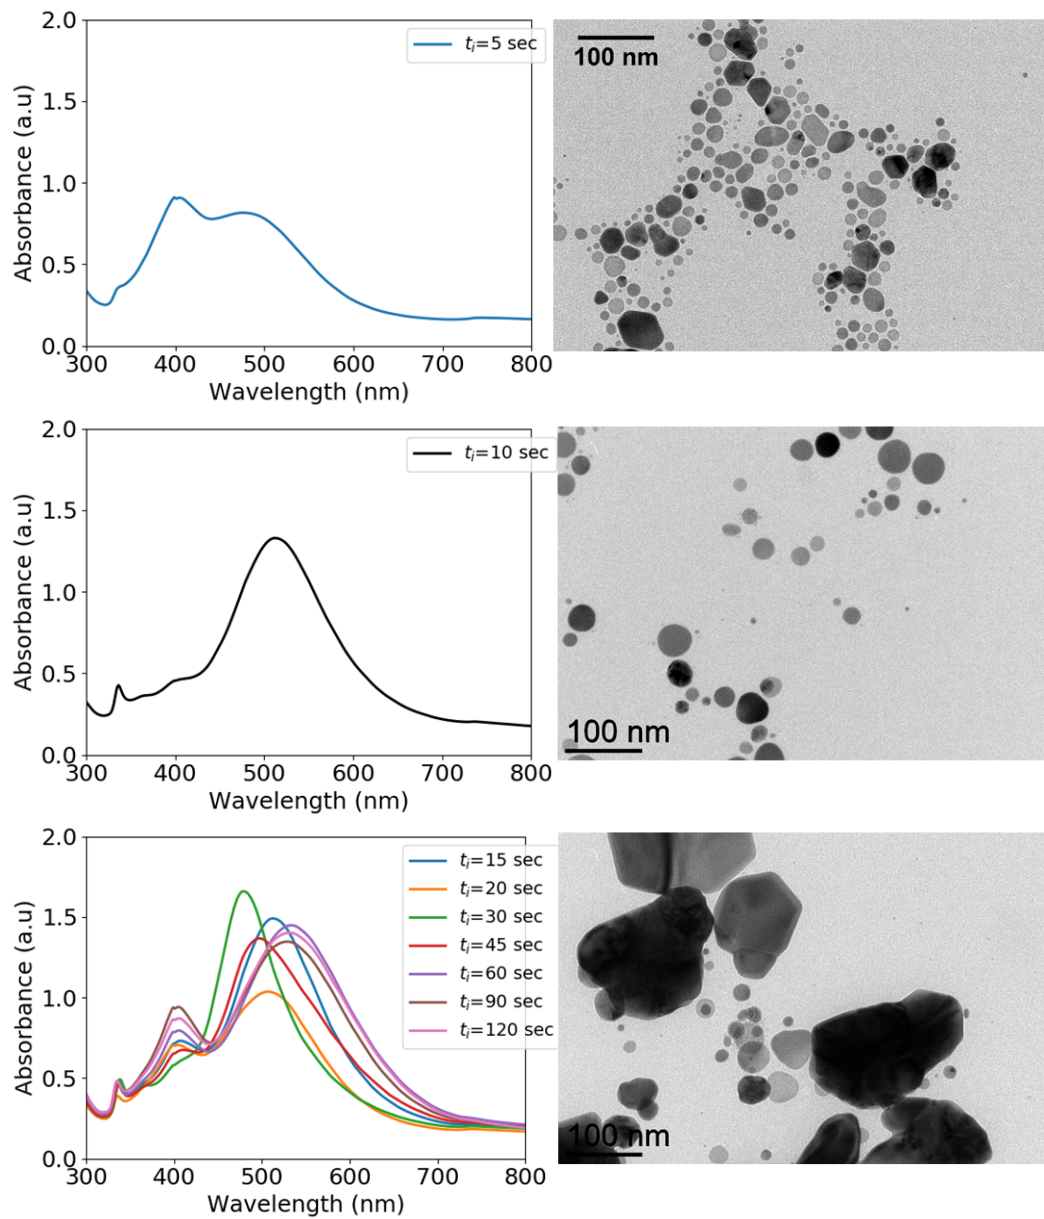 2.0
1.5
1.0
0.5
0.0
Absorbance (a.u)
tᵢ=5 sec
300 400 500 600 700 800
Wavelength (nm)
100 nm
2.0
1.5
1.0
0.5
0.0
Absorbance (a.u)
tᵢ=10 sec
300 400 500 600 700 800
Wavelength (nm)
100 nm
2.0
1.5
1.0
0.5
0.0
Absorbance (a.u)
tᵢ=15 sec
tᵢ=20 sec
tᵢ=30 sec
tᵢ=45 sec
tᵢ=60 sec
tᵢ=90 sec
tᵢ=120 sec
300 400 500 600 700 800
Wavelength (nm)
100 nm